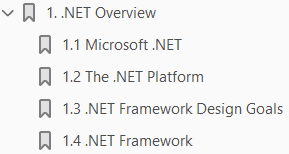 1. .NET Overview
1.1 Microsoft .NET
1.2 The .NET Platform
1.3 .NET Framework Design Goals
1.4 .NET Framework